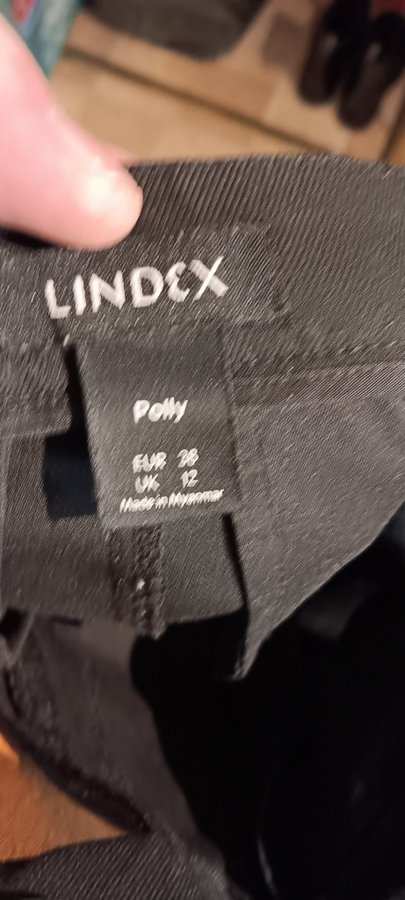 LINDEX
Polly
EUR 38
UK 12
Made in Myanmar